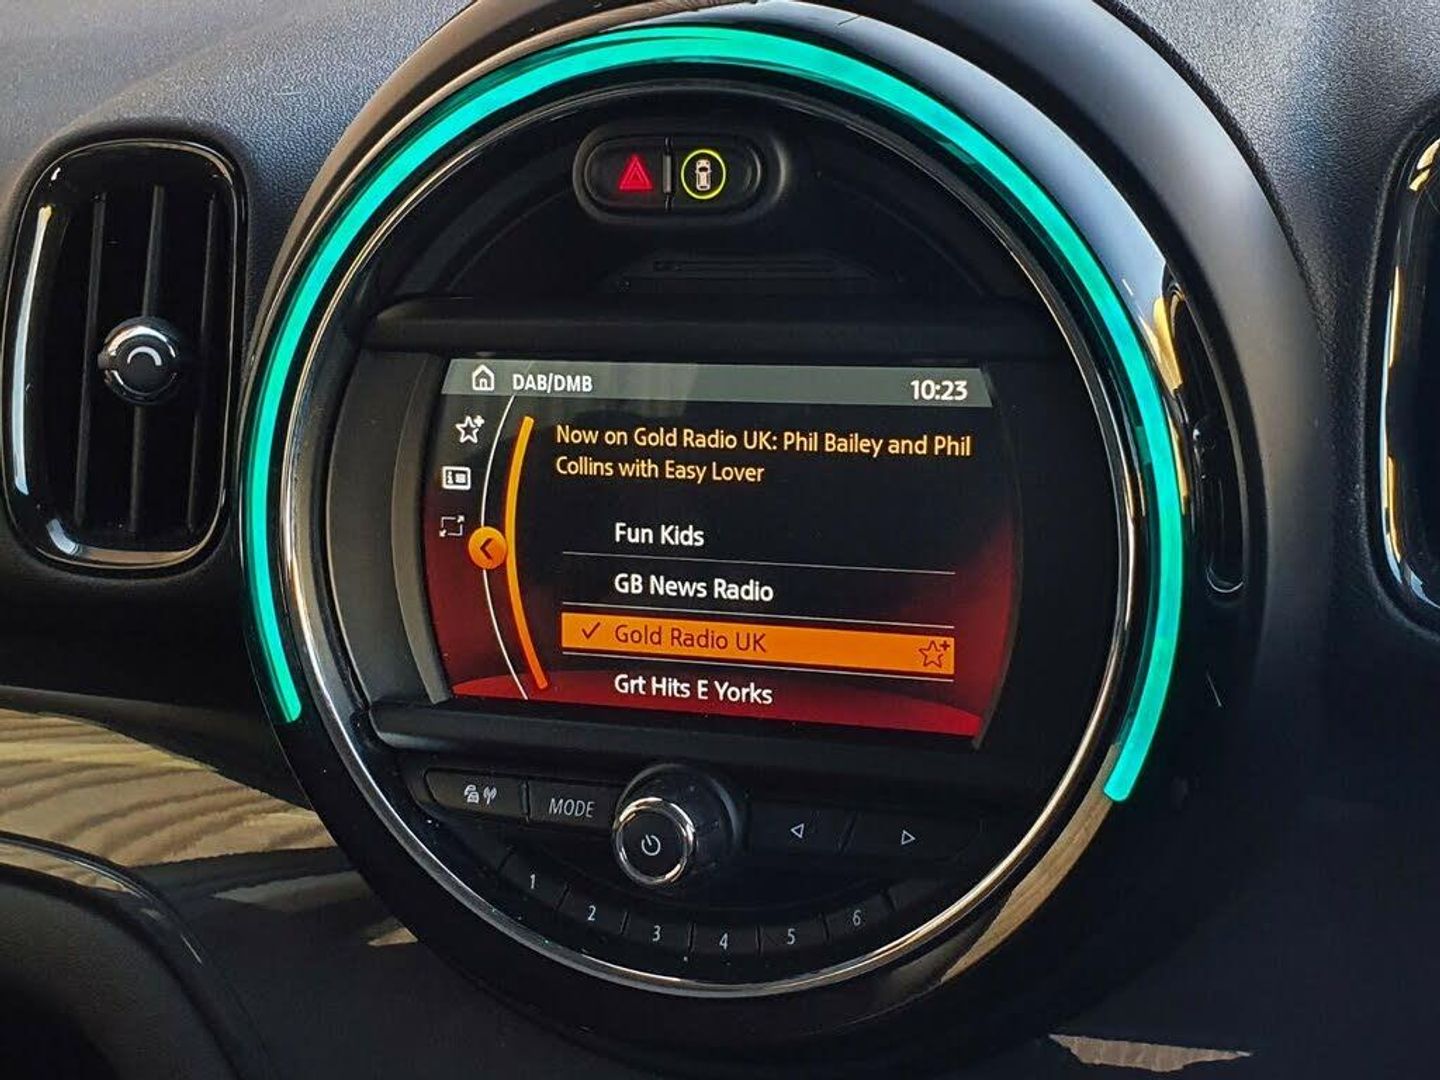 DAB/DMB 10:23
Now on Gold Radio UK: Phil Bailey and Phil
Collins with Easy Lover
Fun Kids
GB News Radio
Gold Radio UK
Grt Hits E Yorks
MODE
1 2 3 4 5 6